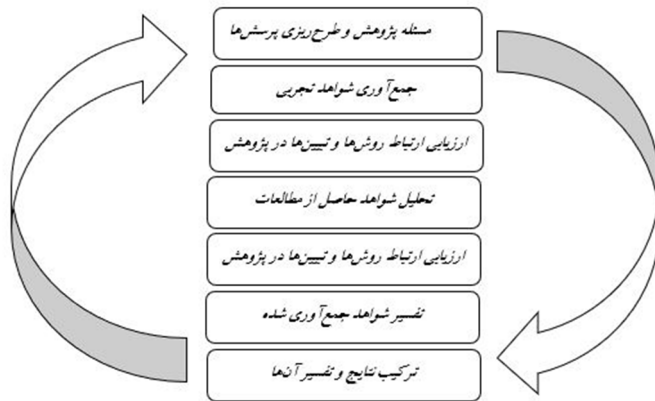 مسئله پژوهش و طرح‌ریزی پرسش‌ها
جمع‌آوری شواهد تجربی
ارزیابی ارتباط روش‌ها و تبیین‌ها در پژوهش
تحلیل شواهد حاصل از مطالعات
ارزیابی ارتباط روش‌ها و تبیین‌ها در پژوهش
تفسیر شواهد جمع‌آوری شده
ترکیب نتایج و تفسیر آن‌ها